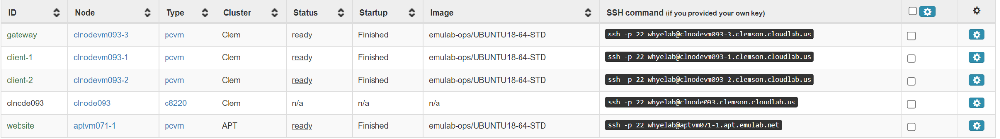 ID Node Type Cluster Status Startup Image SSH command (if you provided your own key)
gateway clnodevm093-3 pcvm Clem ready Finished emulab-ops/UBUNTU18-64-STD ssh -p 22 whyelab@clnodevm093-3.clemson.cloudlab.us
client-1 clnodevm093-1 pcvm Clem ready Finished emulab-ops/UBUNTU18-64-STD ssh -p 22 whyelab@clnodevm093-1.clemson.cloudlab.us
client-2 clnodevm093-2 pcvm Clem ready Finished emulab-ops/UBUNTU18-64-STD ssh -p 22 whyelab@clnodevm093-2.clemson.cloudlab.us
clnode093 clnode093 c8220 Clem n/a n/a n/a ssh -p 22 whyelab@clnode093.clemson.cloudlab.us
website aptvm071-1 pcvm APT ready Finished emulab-ops/UBUNTU18-64-STD ssh -p 22 whyelab@aptvm071-1.apt.emulab.net